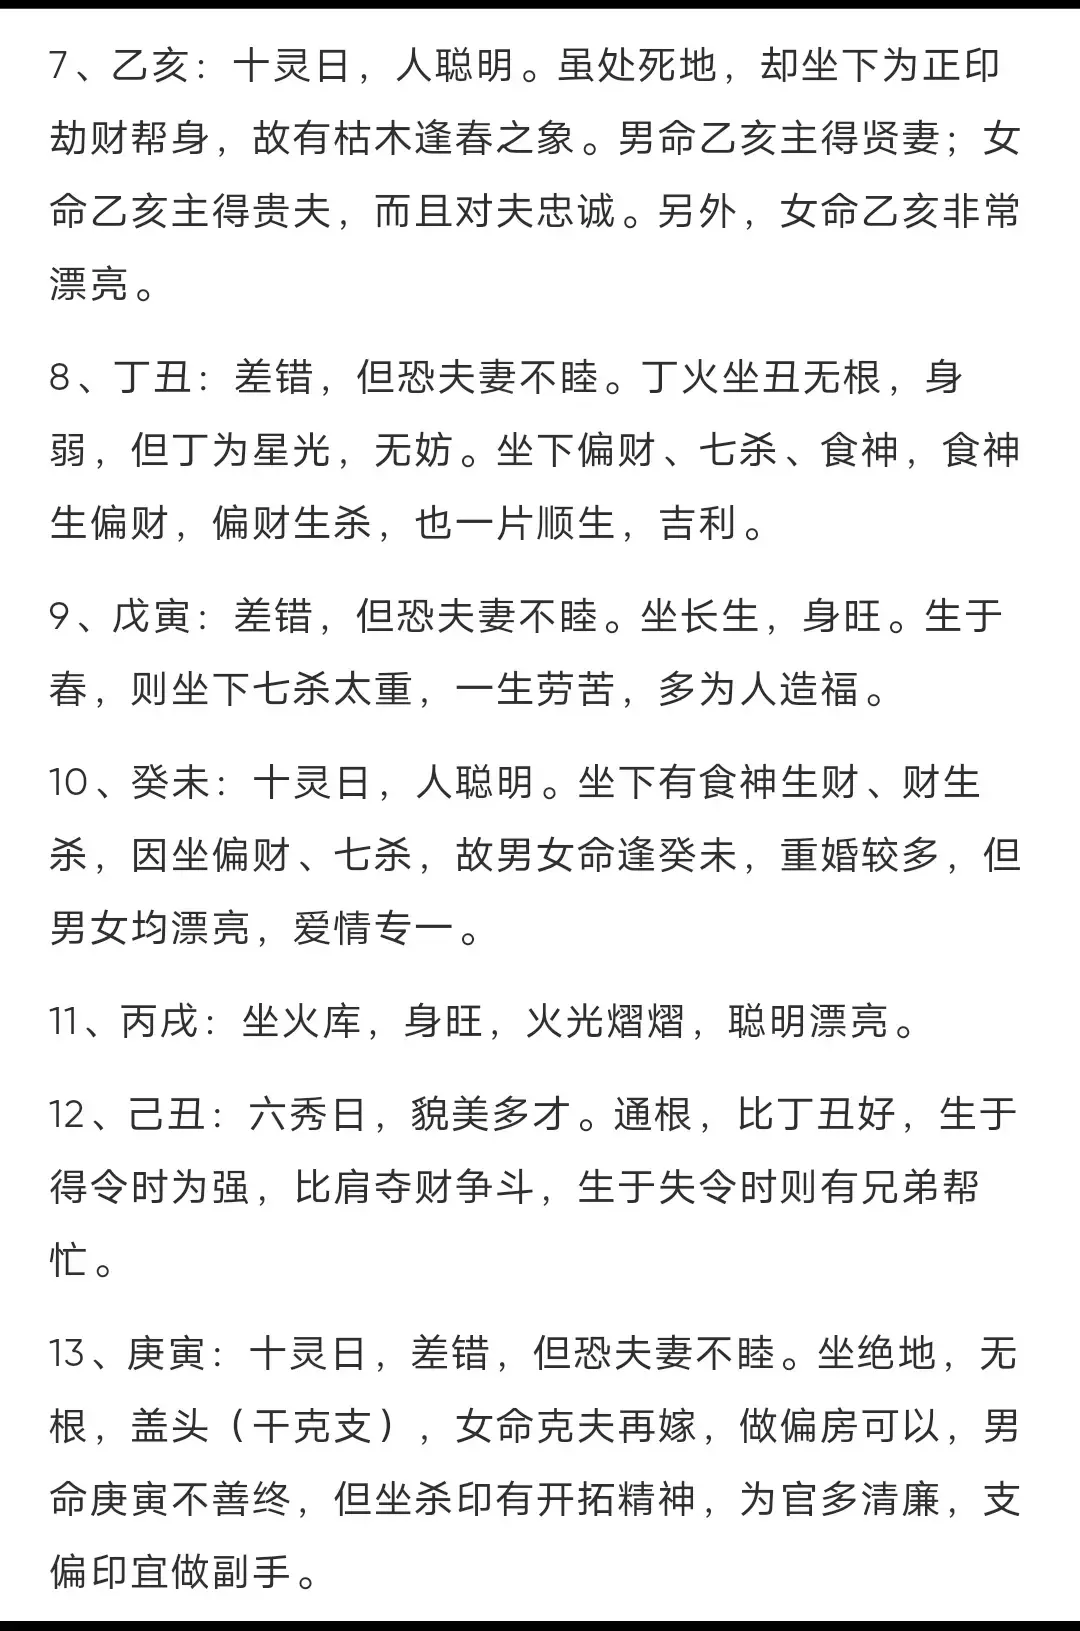 7、乙亥：十灵日，人聪明。虽处死地，却坐下为正印
劫财帮身，故有枯木逢春之象。男命乙亥主得贤妻；女
命乙亥主得贵夫，而且对夫忠诚。另外，女命乙亥非常
漂亮。
8、丁丑：差错，但恐夫妻不睦。丁火坐丑无根，身
弱，但丁为星光，无妨。坐下偏财、七杀、食神，食神
生偏财，偏财生杀，也一片顺生，吉利。
9、戊寅：差错，但恐夫妻不睦。坐长生，身旺。生于
春，则坐下七杀太重，一生劳苦，多为人造福。
10、癸未：十灵日，人聪明。坐下有食神生财、财生
杀，因坐偏财、七杀，故男女命逢癸未，重婚较多，但
男女均漂亮，爱情专一。
11、丙戌：坐火库，身旺，火光熠熠，聪明漂亮。
12、己丑：六秀日，貌美多才。通根，比丁丑好，生于
得令时为强，比肩夺财争斗，生于失令时则有兄弟帮
忙。
13、庚寅：十灵日，差错，但恐夫妻不睦。坐绝地，无
根，盖头（干克支），女命克夫再嫁，做偏房可以，男
命庚寅不善终，但坐杀印有开拓精神，为官多清廉，支
偏印宜做副手。